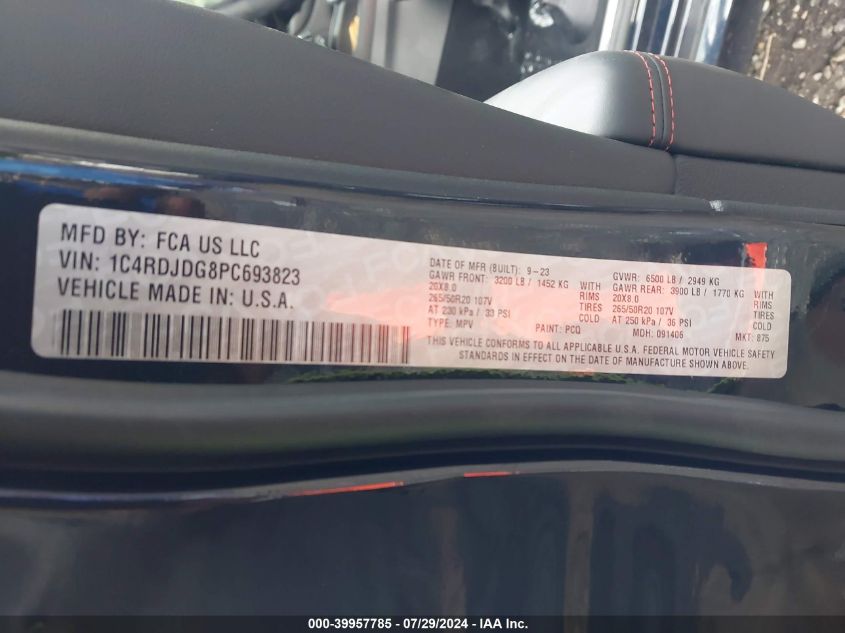 MFD BY: FCA US LLC
VIN: 1C4RDJDG8PC693823
VEHICLE MADE IN: U.S.A.
DATE OF MFR (BUILT): 9-23 GVWR: 6500 LB / 2949 KG
GAWR FRONT: 3200 LB / 1452 KG WITH GAWR REAR: 3900 LB / 1770 KG WITH
20X8.0 RIMS 20X8.0 RIMS
265/50R20 107V TIRES 265/50R20 107V TIRES
AT 230 kPa / 33 PSI COLD AT 250 kPa / 36 PSI COLD
TYPE: MPV PAINT: PCQ MDH: 091406 MKT: 875
THIS VEHICLE CONFORMS TO ALL APPLICABLE U.S.A. FEDERAL MOTOR VEHICLE SAFETY
STANDARDS IN EFFECT ON THE DATE OF MANUFACTURE SHOWN ABOVE.
000-39957785 - 07/29/2024 - IAA Inc.